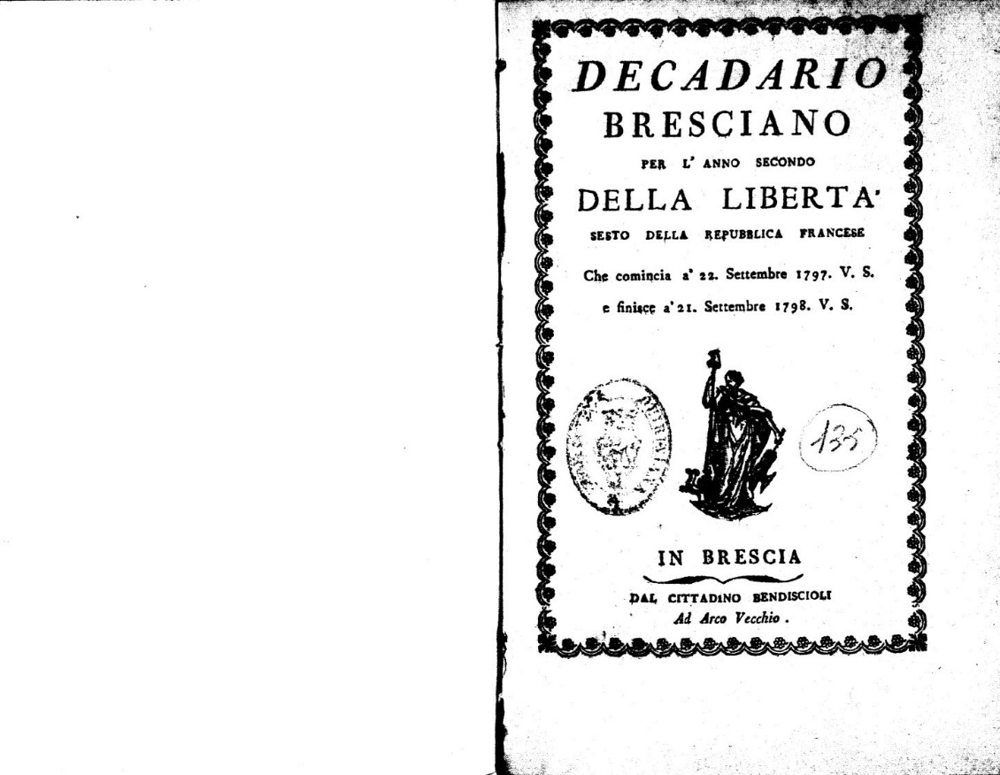 DECADARIO
BRESCIANO
PER L' ANNO SECONDO
DELLA LIBERTA'
SESTO DELLA REPUBBLICA FRANCESE
Che comincia a' 22. Settembre 1797. V. S.
e finisce a' 21. Settembre 1798. V. S.
135
IN BRESCIA
DAL CITTADINO BENDISCIOLI
Ad Arco Vecchio .